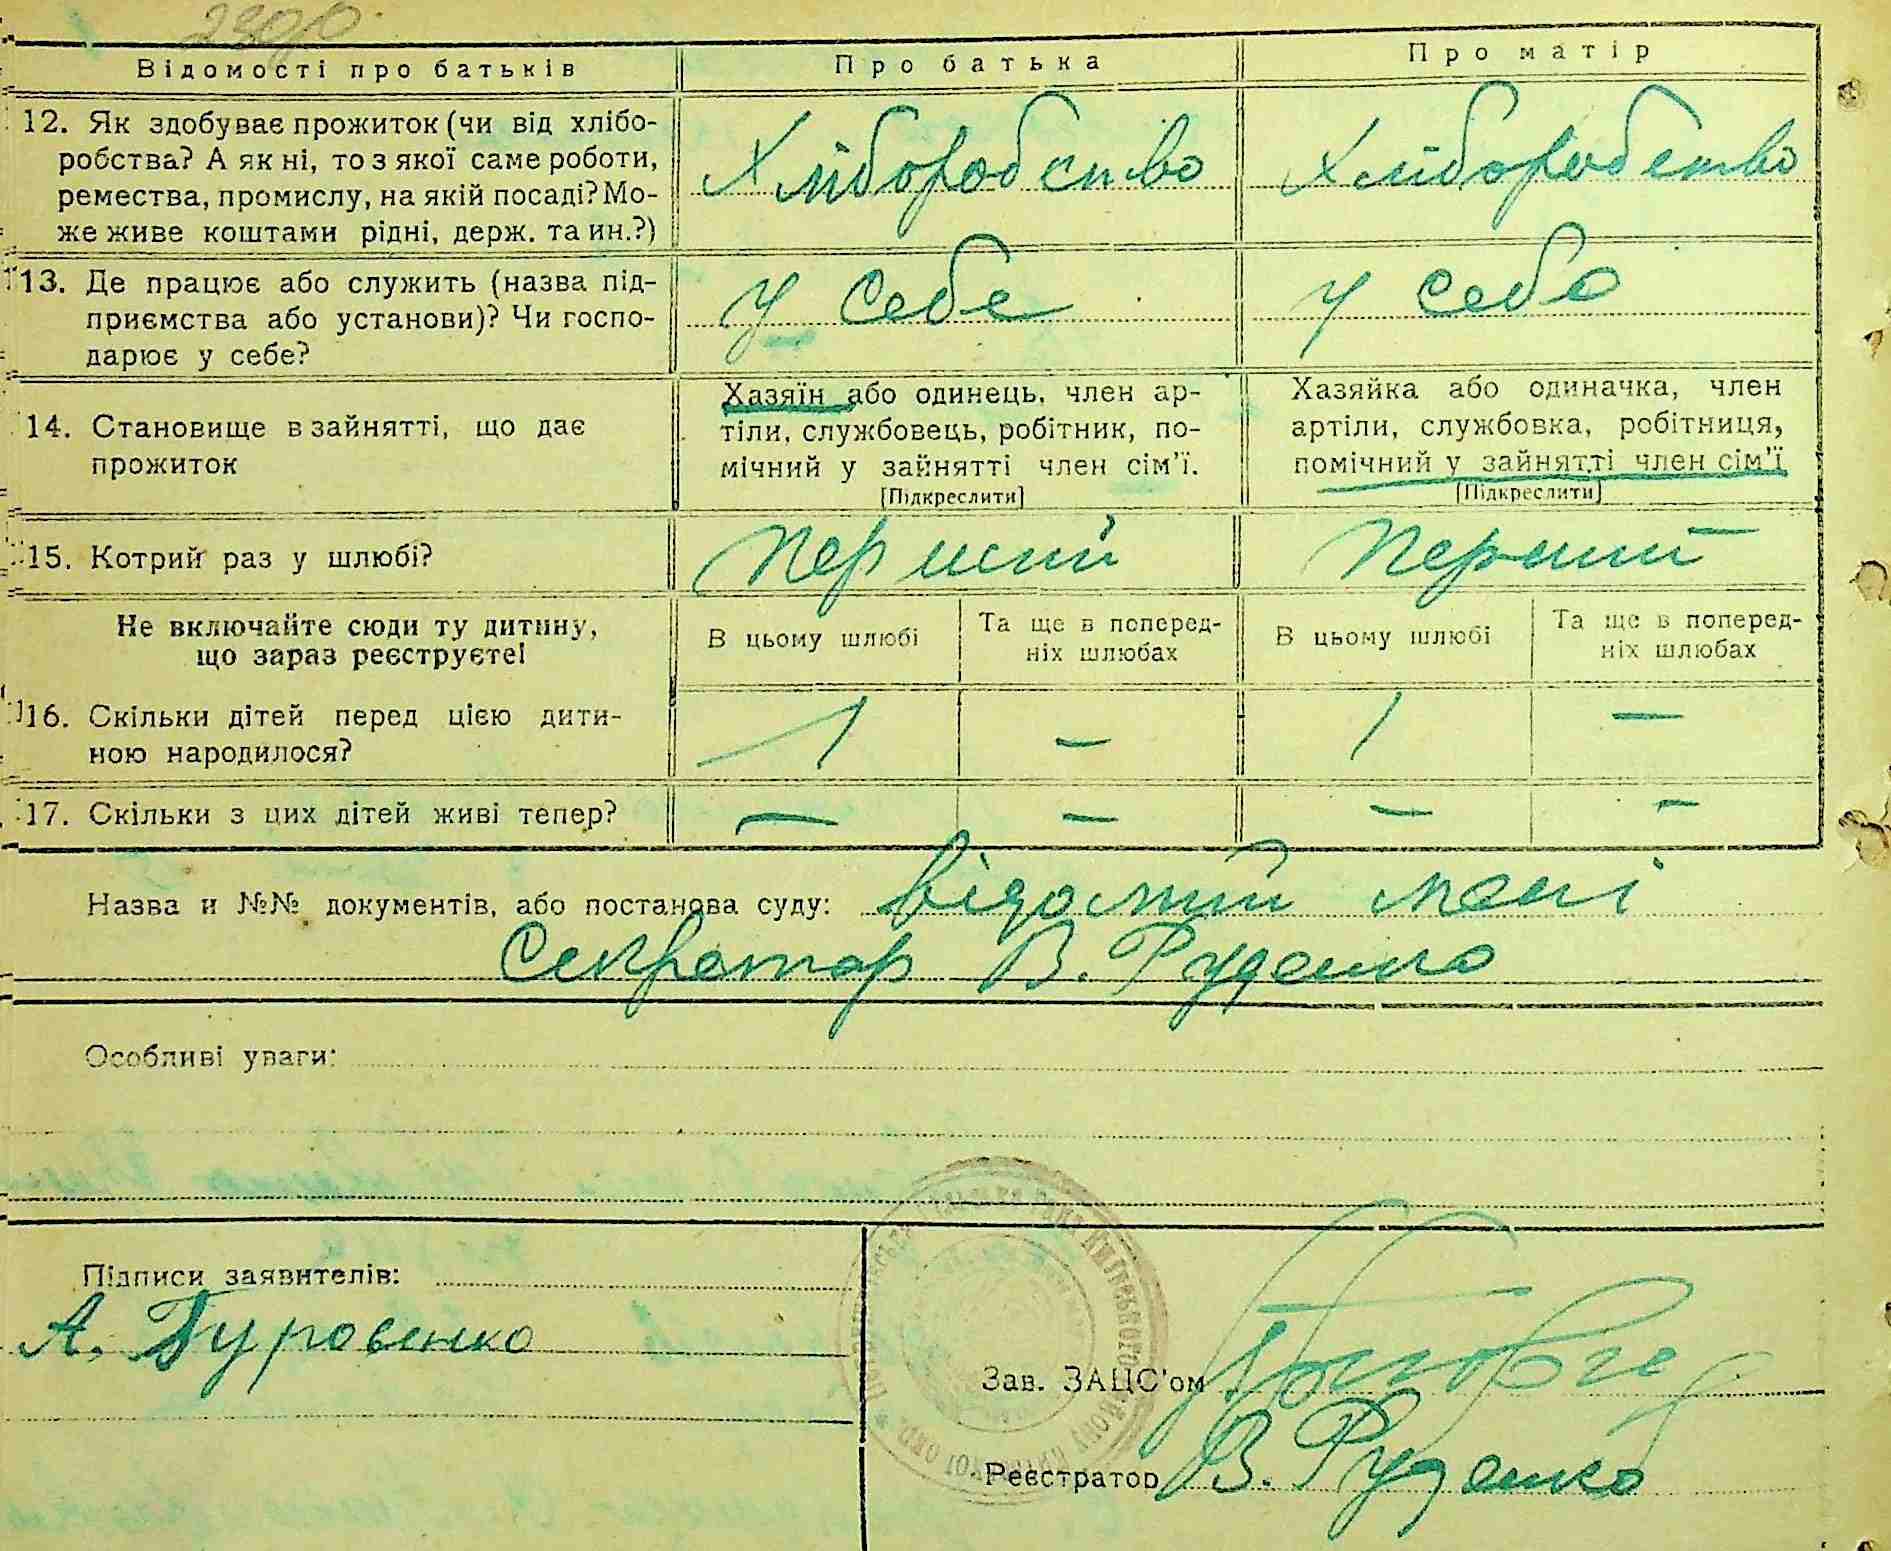 2300
Відомості про батьків
Про батька
Про матір
12. Як здобуває прожиток (чи від хлібо-
робства? А як ні, то з якої саме роботи,
ремества, промислу, на якій посаді? Мо-
же живе коштами рідні, держ. та ин.?)
Хліборобство
Хліборобство
13. Де працює або служить (назва під-
приємства або установи)? Чи госпо-
дарює у себе?
у себе
у себе
14. Становище в зайнятті, що дає
прожиток
Хазяїн або одинець, член ар-
тіли, службовець, робітник, по-
мічний у зайнятті член сім'ї.
[Підкреслити]
Хазяйка або одиначка, член
артіли, службовка, робітниця,
помічний у зайнятті член сім'ї
[Підкреслити]
15. Котрий раз у шлюбі?
Перший
Перший
Не включайте сюди ту дитину,
що зараз реєструєте!
В цьому шлюбі
Та ще в поперед-
ніх шлюбах
В цьому шлюбі
Та ще в поперед-
ніх шлюбах
16. Скільки дітей перед цією дити-
ною народилося?
1 — 1 —
17. Скільки з цих дітей живі тепер?
— — — —
Назва и №№ документів, або постанова суду: відомий мені
Секретар В. Руденко
Особливі уваги:
Підписи заявителів:
А. Буровенко
Зав. ЗАЦС'ом
Реєстратор В. Руденко